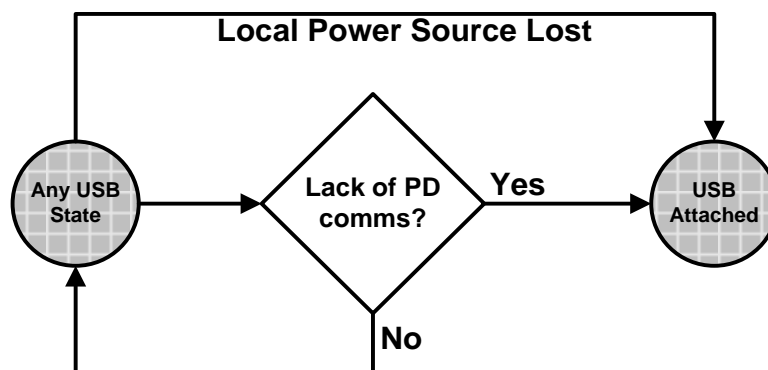 Local Power Source Lost
Any USB
State
Lack of PD
comms?
Yes
USB
Attached
No